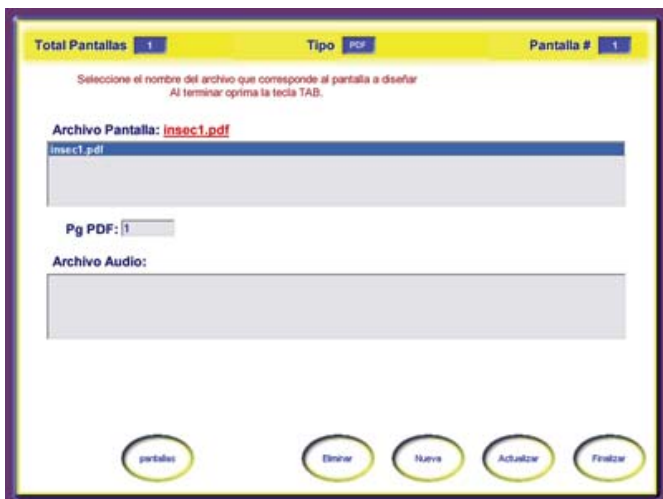 Total Pantallas 1 Tipo PDF Pantalla # 1
Seleccione el nombre del archivo que corresponde al pantalla a diseñar
Al terminar oprima la tecla TAB.
Archivo Pantalla: insec1.pdf
insec1.pdf
Pg PDF: 1
Archivo Audio:
pantallas Eliminar Nueva Actualizar Finalizar